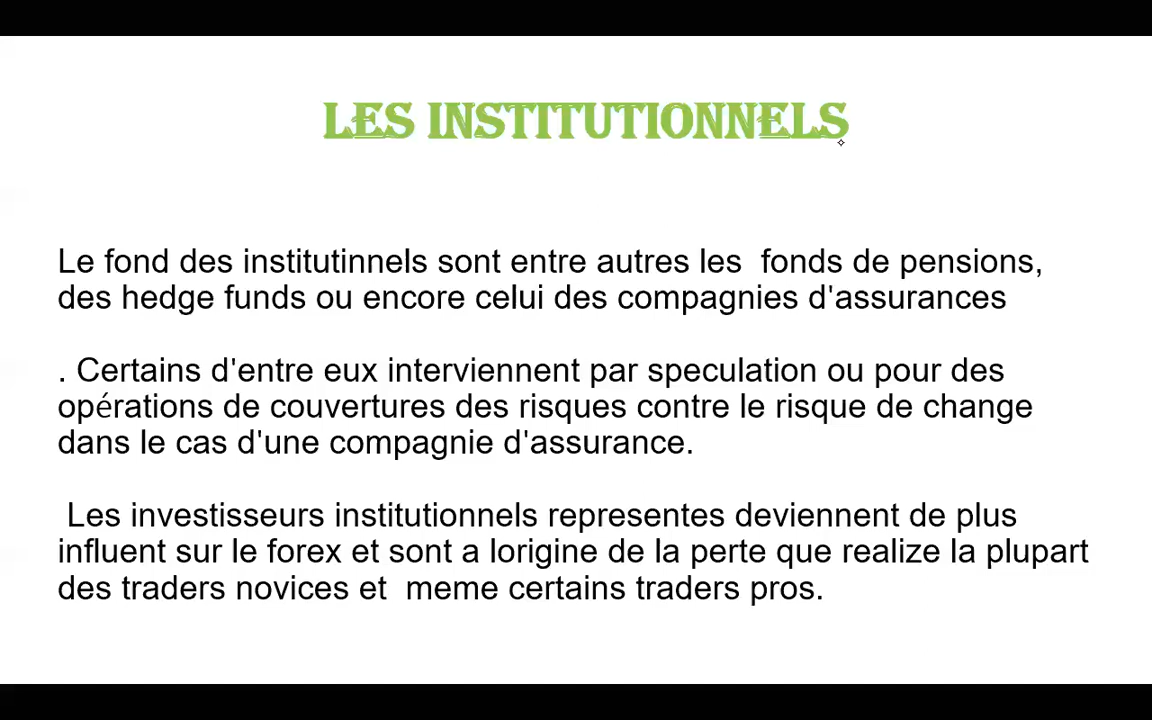 LES INSTITUTIONNELS
Le fond des institutinnels sont entre autres les  fonds de pensions,
des hedge funds ou encore celui des compagnies d'assurances
. Certains d'entre eux interviennent par speculation ou pour des
opérations de couvertures des risques contre le risque de change
dans le cas d'une compagnie d'assurance.
Les investisseurs institutionnels representes deviennent de plus
influent sur le forex et sont a lorigine de la perte que realize la plupart
des traders novices et  meme certains traders pros.